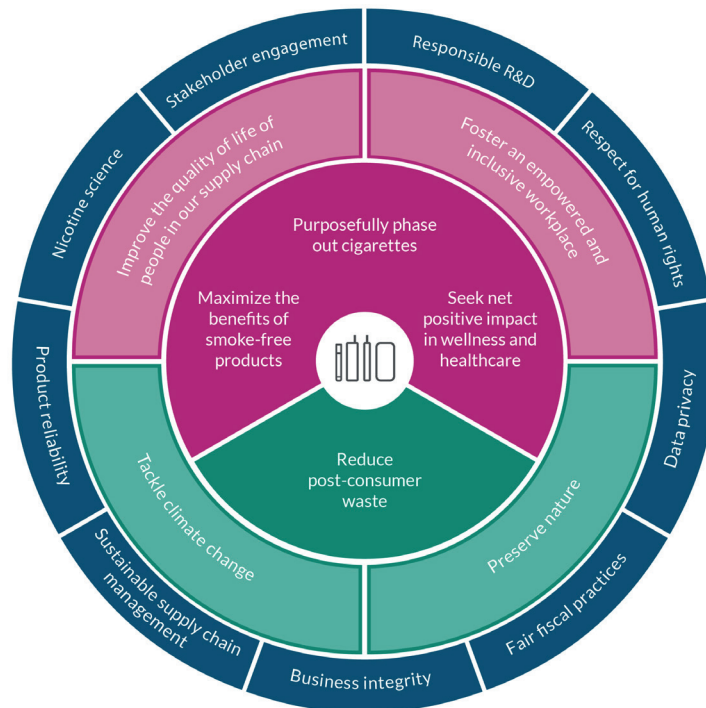 Stakeholder engagement
Responsible R&D
Respect for human rights
Data privacy
Fair fiscal practices
Business integrity
Sustainable supply chain
management
Product reliability
Nicotine science
Improve the quality of life of
people in our supply chain
Foster an empowered and
inclusive workplace
Preserve nature
Tackle climate change
Purposefully phase
out cigarettes
Maximize the
benefits of
smoke-free
products
Seek net
positive impact
in wellness and
healthcare
Reduce
post-consumer
waste